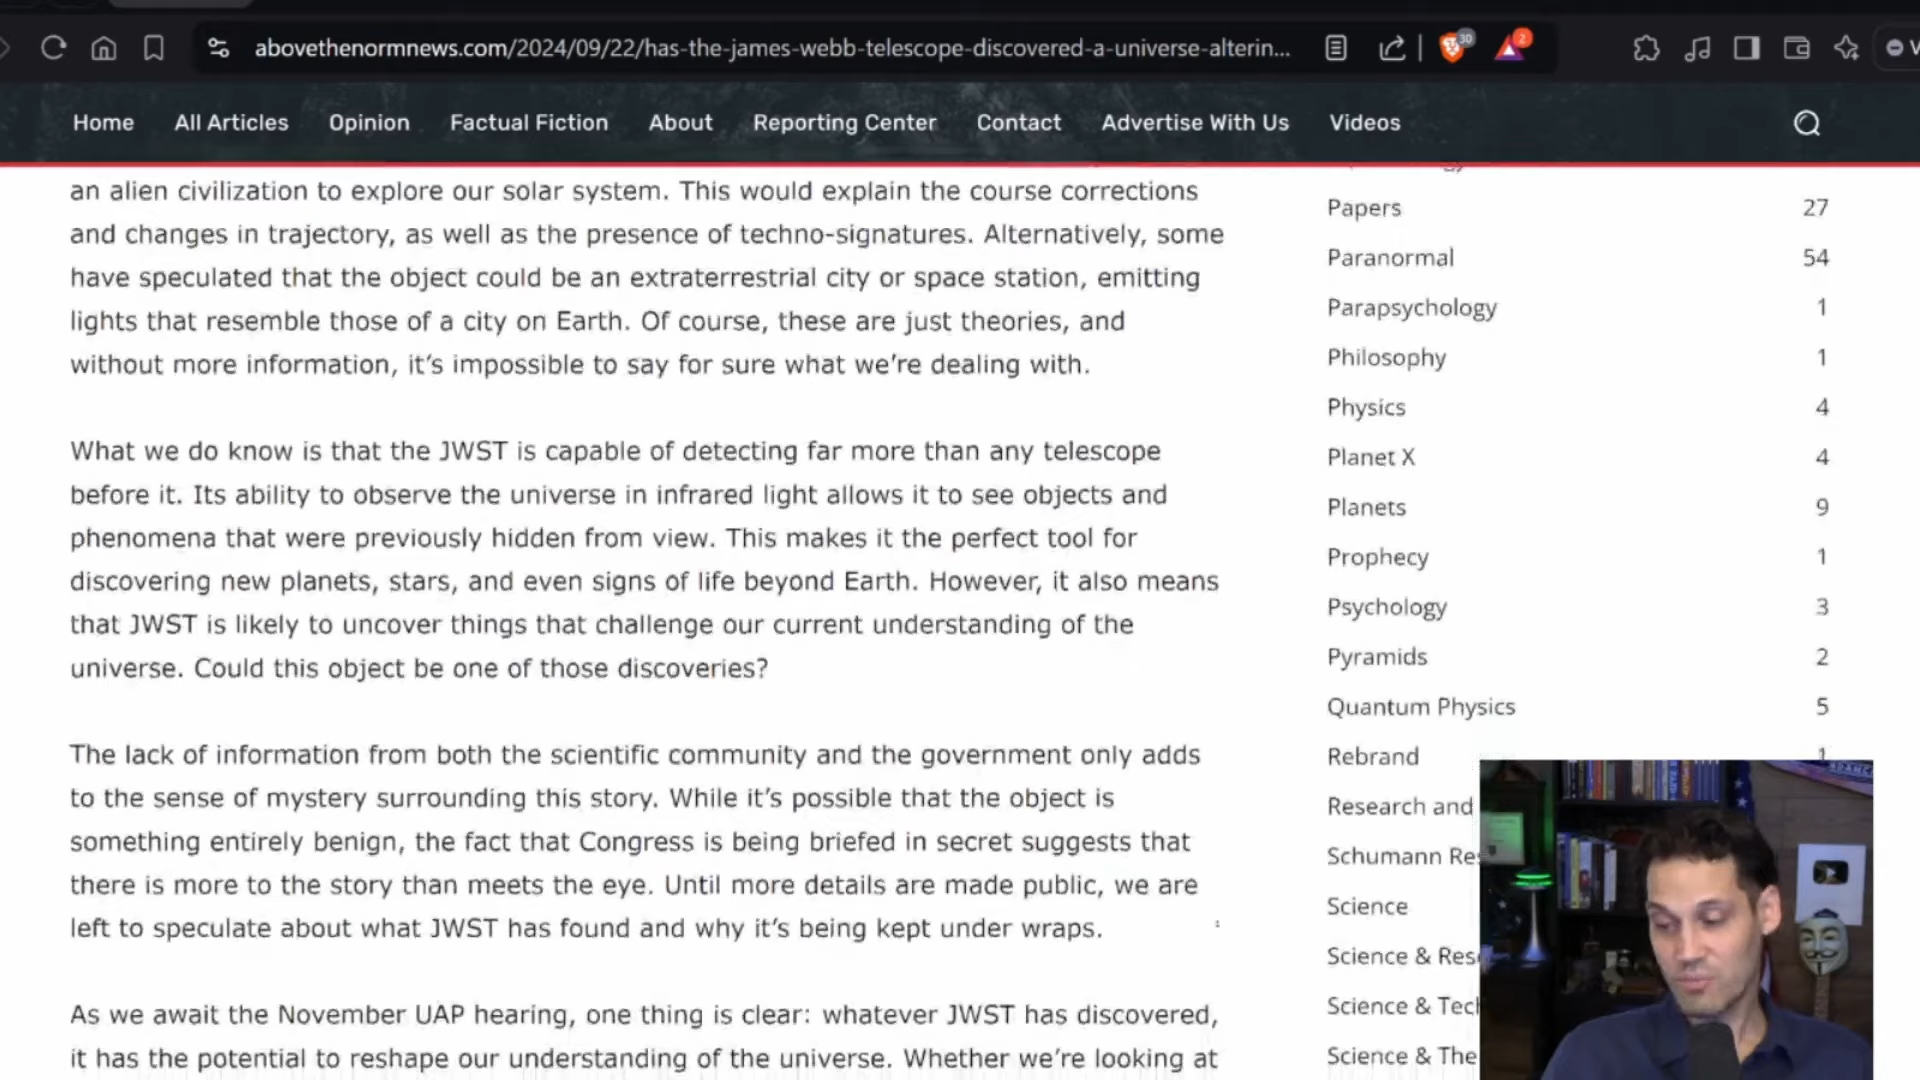 abovethenormnews.com/2024/09/22/has-the-james-webb-telescope-discovered-a-universe-alterin...
30
2
Home
All Articles
Opinion
Factual Fiction
About
Reporting Center
Contact
Advertise With Us
Videos
an alien civilization to explore our solar system. This would explain the course corrections
and changes in trajectory, as well as the presence of techno-signatures. Alternatively, some
have speculated that the object could be an extraterrestrial city or space station, emitting
lights that resemble those of a city on Earth. Of course, these are just theories, and
without more information, it’s impossible to say for sure what we’re dealing with.
What we do know is that the JWST is capable of detecting far more than any telescope
before it. Its ability to observe the universe in infrared light allows it to see objects and
phenomena that were previously hidden from view. This makes it the perfect tool for
discovering new planets, stars, and even signs of life beyond Earth. However, it also means
that JWST is likely to uncover things that challenge our current understanding of the
universe. Could this object be one of those discoveries?
The lack of information from both the scientific community and the government only adds
to the sense of mystery surrounding this story. While it’s possible that the object is
something entirely benign, the fact that Congress is being briefed in secret suggests that
there is more to the story than meets the eye. Until more details are made public, we are
left to speculate about what JWST has found and why it’s being kept under wraps.
As we await the November UAP hearing, one thing is clear: whatever JWST has discovered,
it has the potential to reshape our understanding of the universe. Whether we’re looking at
Papers 27
Paranormal 54
Parapsychology 1
Philosophy 1
Physics 4
Planet X 4
Planets 9
Prophecy 1
Psychology 3
Pyramids 2
Quantum Physics 5
Rebrand 1
Research and
Schumann Res
Science
Science & Res
Science & Tech
Science & The